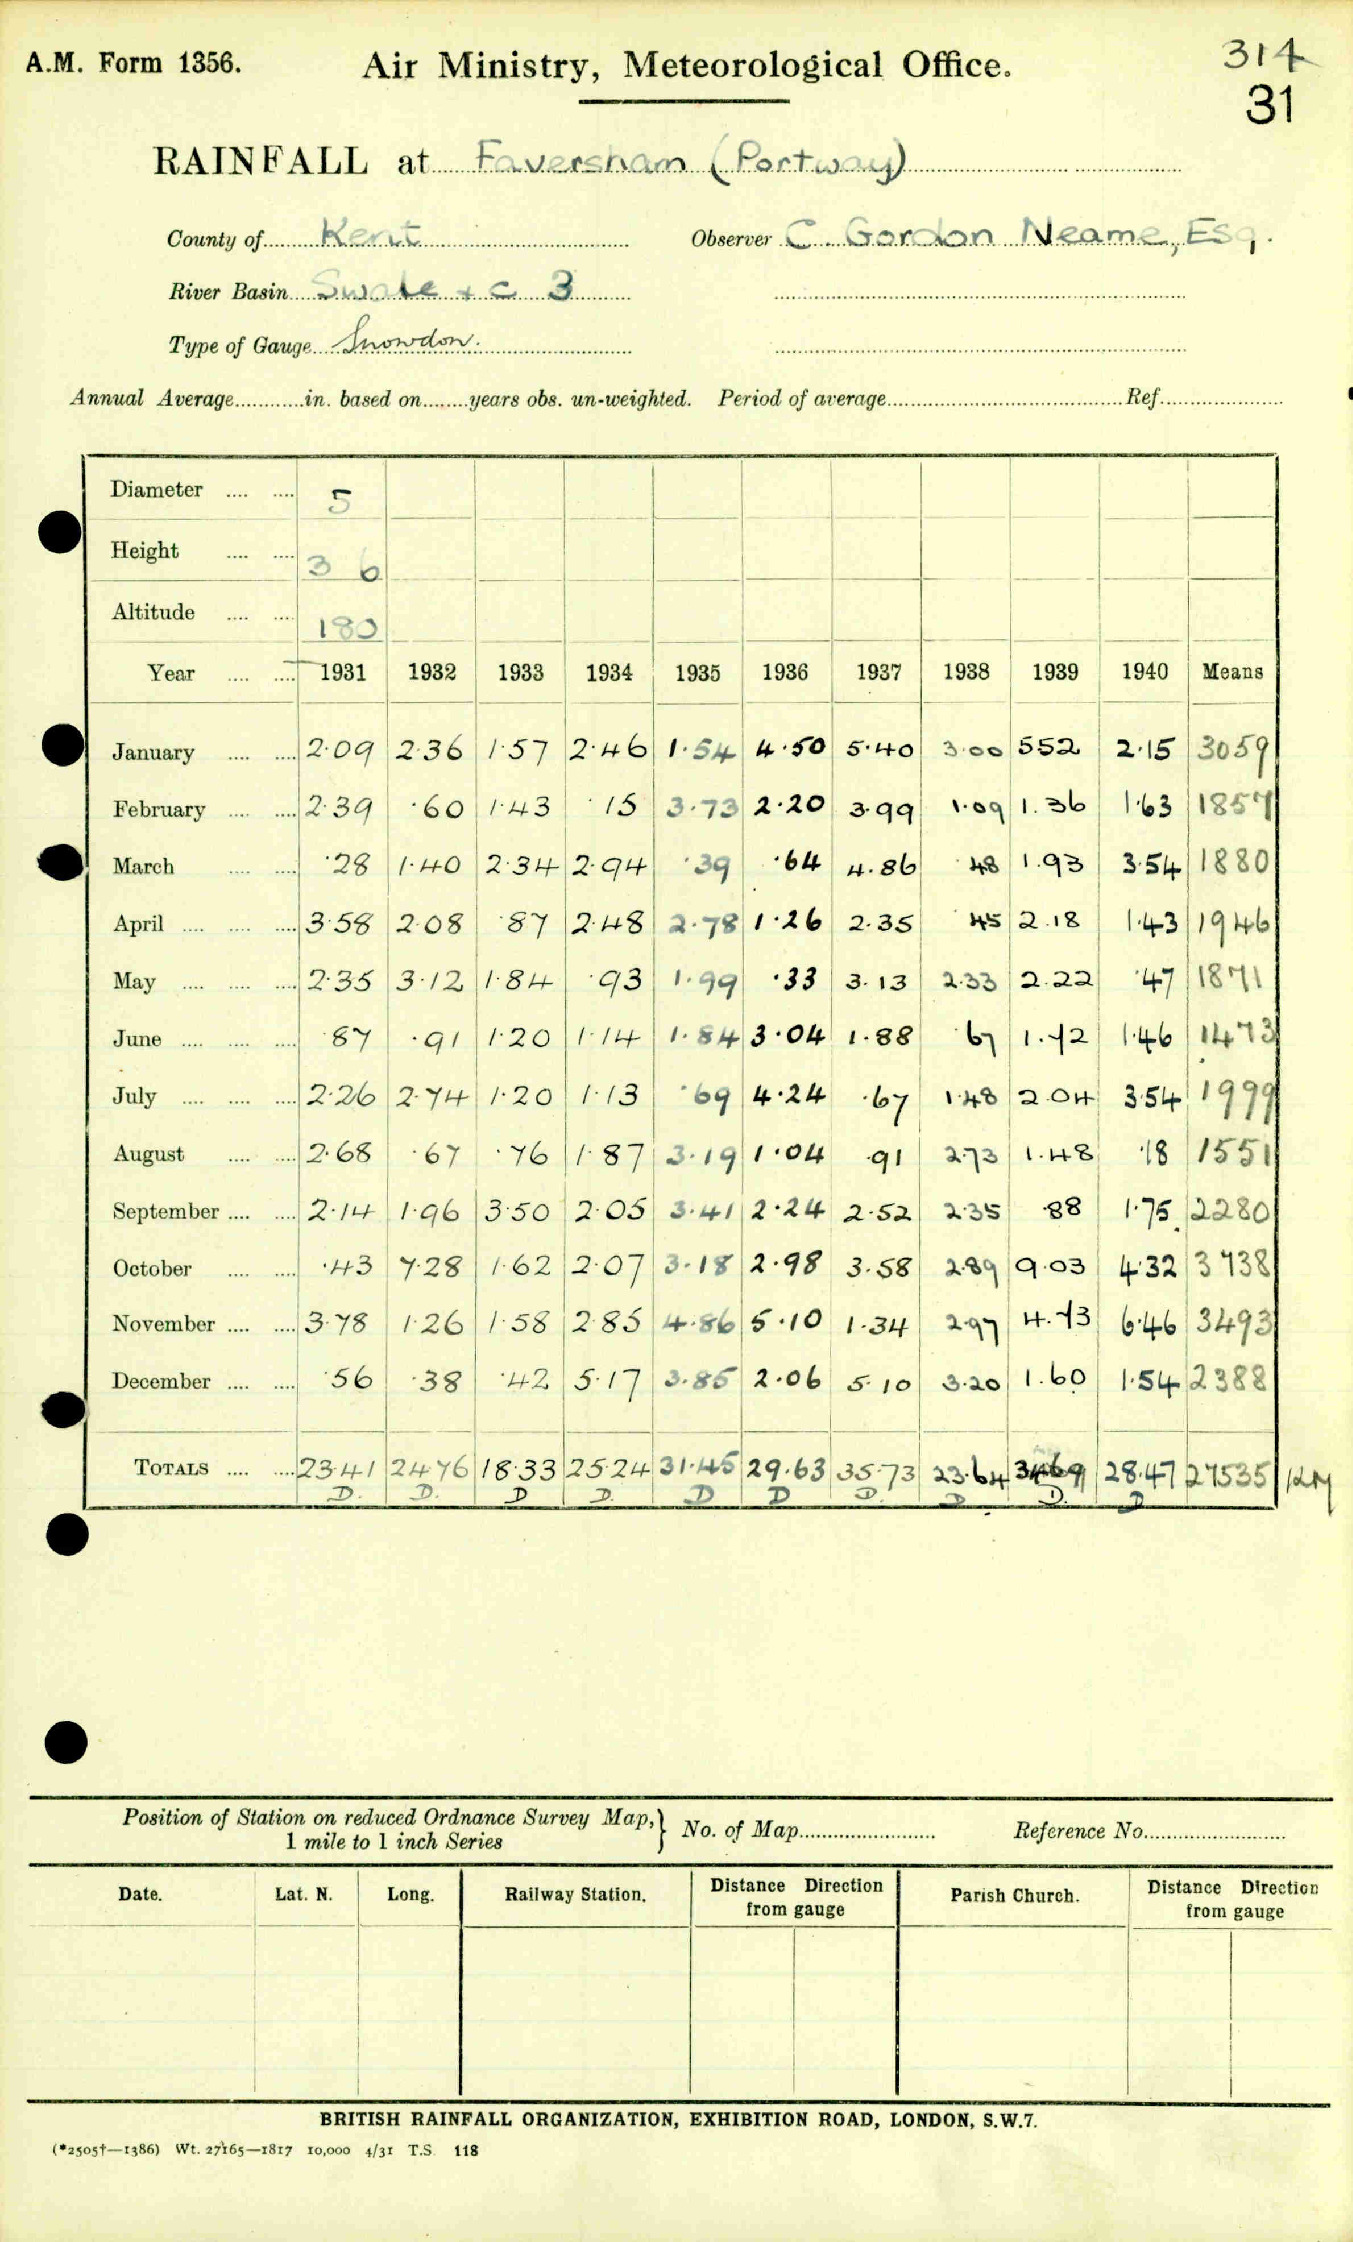 A.M. Form 1356.
Air Ministry, Meteorological Office.
314
31
RAINFALL at Faversham (Portway)
County of Kent Observer C. Gordon Neame, Esq.
River Basin Swale + c 3
Type of Gauge Snowdon.
Annual Average in. based on years obs. un-weighted. Period of average Ref.
Diameter 5
Height 3 6
Altitude 180
Year 1931 1932 1933 1934 1935 1936 1937 1938 1939 1940 Means
January 2.09 2.36 1.57 2.46 1.54 4.50 5.40 3.00 552 2.15 3059
February 2.39 .60 1.43 .15 3.73 2.20 3.99 1.09 1.36 1.63 1857
March .28 1.40 2.34 2.94 .39 .64 4.86 .48 1.93 3.54 1880
April 3.58 2.08 .87 2.48 2.78 1.26 2.35 .45 2.18 1.43 1946
May 2.35 3.12 1.84 .93 1.99 .33 3.13 2.33 2.22 .47 1871
June .87 .91 1.20 1.14 1.84 3.04 1.88 .67 1.72 1.46 1473
July 2.26 2.74 1.20 1.13 .69 4.24 .67 1.48 2.04 3.54 1999
August 2.68 .67 .76 1.87 3.19 1.04 .91 2.73 1.48 .18 1551
September 2.14 1.96 3.50 2.05 3.41 2.24 2.52 2.35 .88 1.75 2280
October .43 7.28 1.62 2.07 3.18 2.98 3.58 2.89 9.03 4.32 3738
November 3.78 1.26 1.58 2.85 4.86 5.10 1.34 2.97 4.73 6.46 3493
December .56 .38 .42 5.17 3.85 2.06 5.10 3.20 1.60 1.54 2388
TOTALS 23.41 24.76 18.33 25.24 31.45 29.63 35.73 23.64 34.69 28.47 27535
D. D. D D. D D D. D D. D
Position of Station on reduced Ordnance Survey Map, No. of Map Reference No.
1 mile to 1 inch Series
Date. Lat. N. Long. Railway Station. Distance Direction from gauge Parish Church. Distance Direction from gauge
BRITISH RAINFALL ORGANIZATION, EXHIBITION ROAD, LONDON, S.W.7.
(*2505†—1386) Wt. 27165—1817 10,000 4/31 T.S. 118